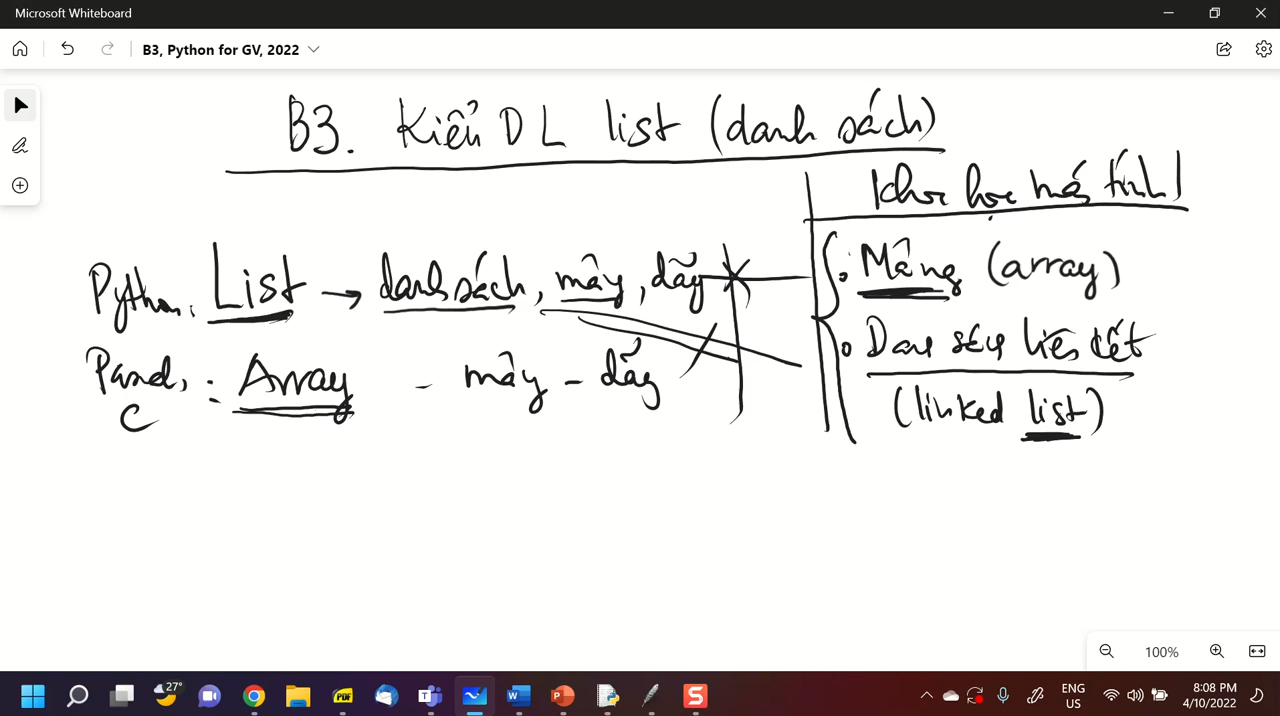 Microsoft Whiteboard
B3, Python for GV, 2022
B3. Kiểu DL list (danh sách)
Khoa học máy tính
Python: List → danh sách, mảng, dãy
Mảng (array)
: Array - mảng - dãy
C
Danh sách liên kết
(linked list)
100%
27°
PDF
W
P
S
ENG
US
8:08 PM
4/10/2022